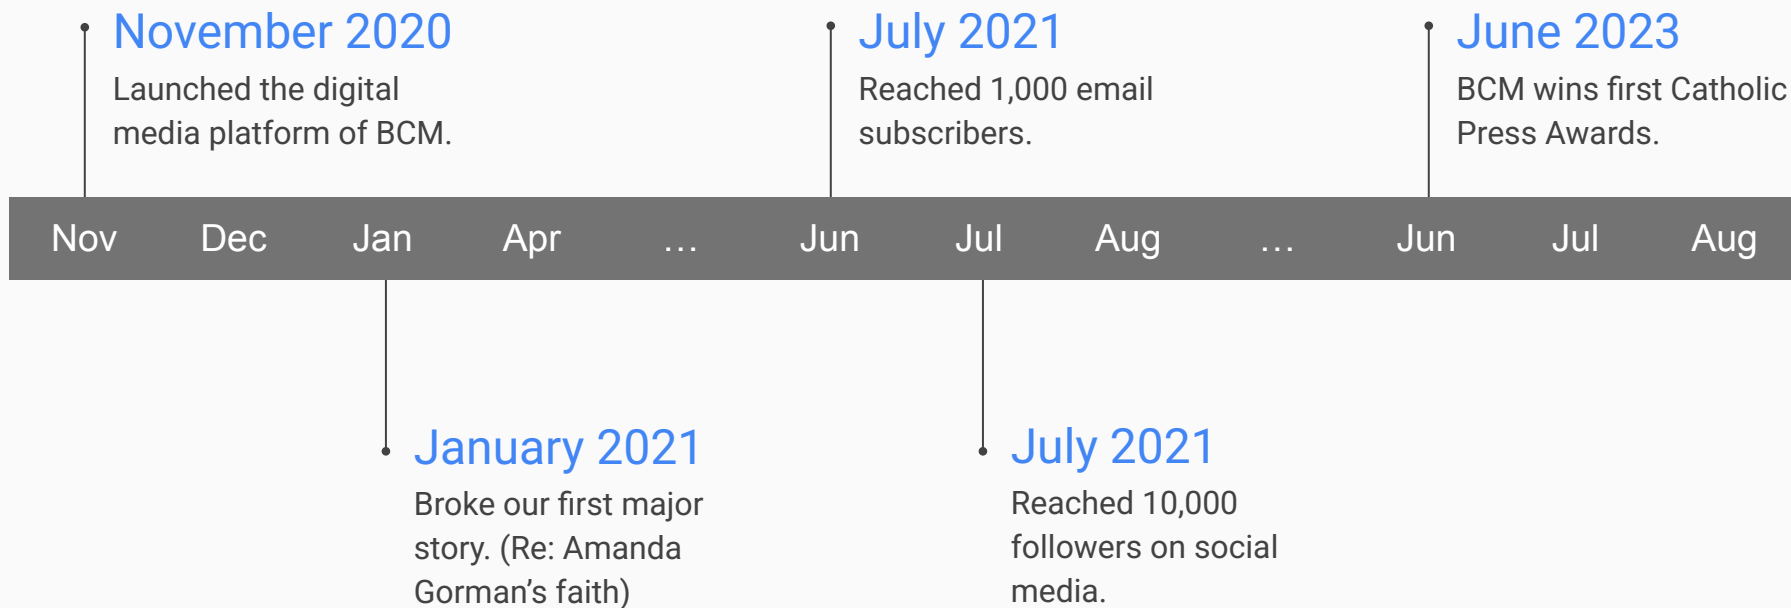 November 2020
Launched the digital
media platform of BCM.
July 2021
Reached 1,000 email
subscribers.
June 2023
BCM wins first Catholic
Press Awards.
Nov Dec Jan Apr … Jun Jul Aug … Jun Jul Aug
January 2021
Broke our first major
story. (Re: Amanda
Gorman’s faith)
July 2021
Reached 10,000
followers on social
media.